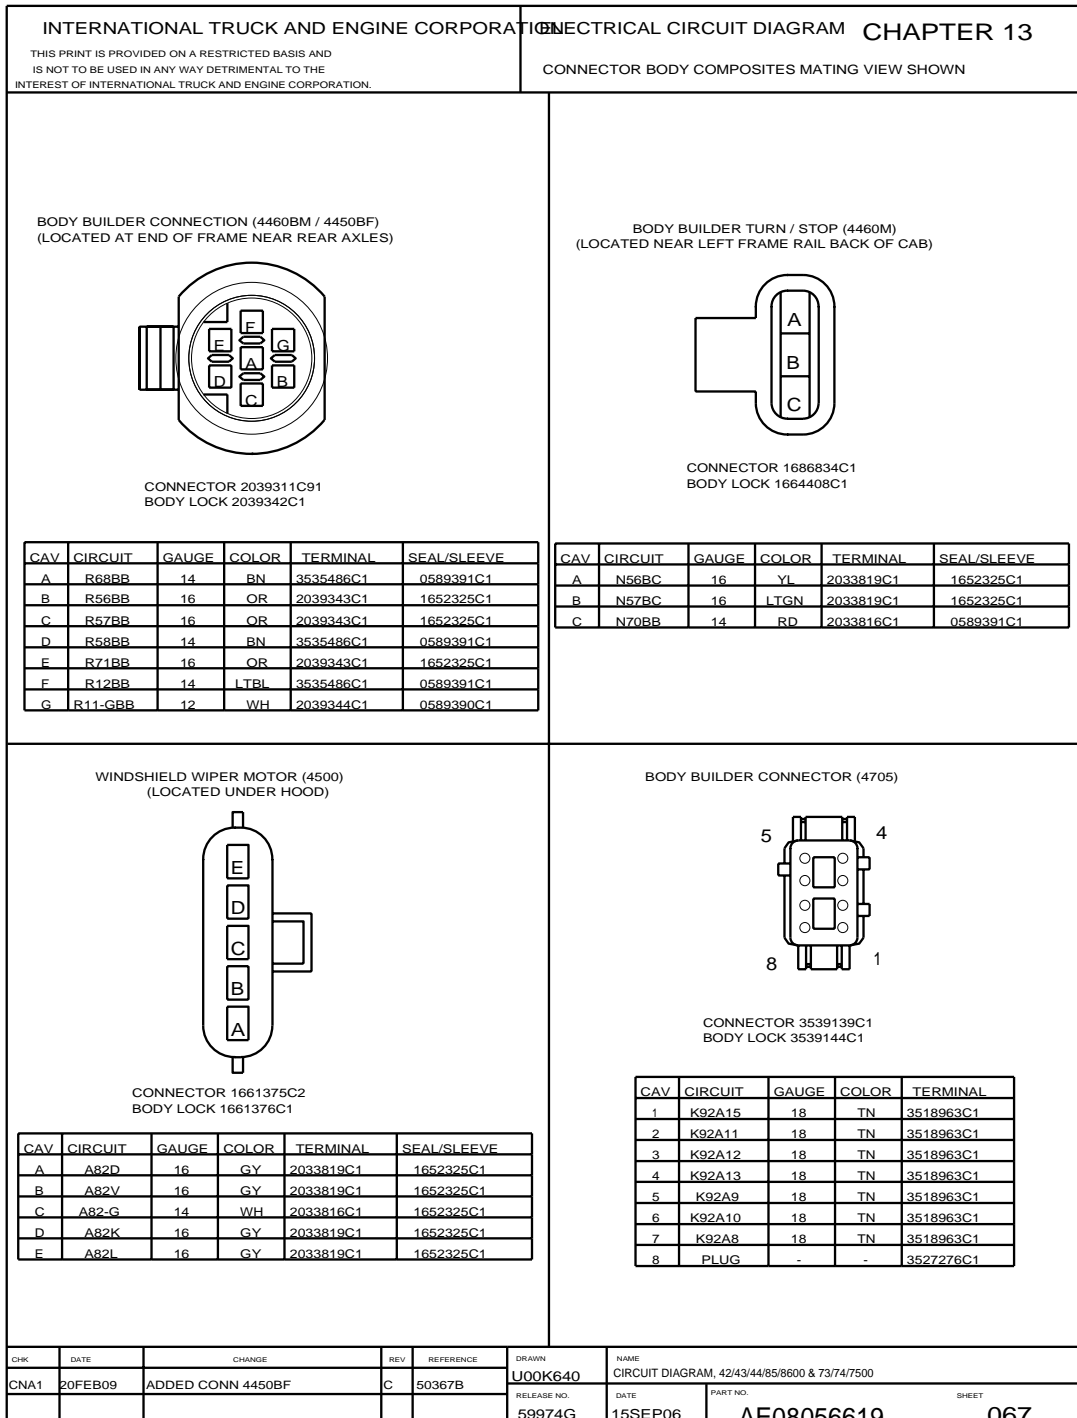 INTERNATIONAL TRUCK AND ENGINE CORPORATION
THIS PRINT IS PROVIDED ON A RESTRICTED BASIS AND
IS NOT TO BE USED IN ANY WAY DETRIMENTAL TO THE
INTEREST OF INTERNATIONAL TRUCK AND ENGINE CORPORATION.
ELECTRICAL CIRCUIT DIAGRAM CHAPTER 13
CONNECTOR BODY COMPOSITES MATING VIEW SHOWN
BODY BUILDER CONNECTION (4460BM / 4450BF)
(LOCATED AT END OF FRAME NEAR REAR AXLES)
F
E G
A
D B
C
CONNECTOR 2039311C91
BODY LOCK 2039342C1
CAV CIRCUIT GAUGE COLOR TERMINAL SEAL/SLEEVE
A R68BB 14 BN 3535486C1 0589391C1
B R56BB 16 OR 2039343C1 1652325C1
C R57BB 16 OR 2039343C1 1652325C1
D R58BB 14 BN 3535486C1 0589391C1
E R71BB 16 OR 2039343C1 1652325C1
F R12BB 14 LTBL 3535486C1 0589391C1
G R11-GBB 12 WH 2039344C1 0589390C1
BODY BUILDER TURN / STOP (4460M)
(LOCATED NEAR LEFT FRAME RAIL BACK OF CAB)
A
B
C
CONNECTOR 1686834C1
BODY LOCK 1664408C1
CAV CIRCUIT GAUGE COLOR TERMINAL SEAL/SLEEVE
A N56BC 16 YL 2033819C1 1652325C1
B N57BC 16 LTGN 2033819C1 1652325C1
C N70BB 14 RD 2033816C1 0589391C1
WINDSHIELD WIPER MOTOR (4500)
(LOCATED UNDER HOOD)
E
D
C
B
A
CONNECTOR 1661375C2
BODY LOCK 1661376C1
CAV CIRCUIT GAUGE COLOR TERMINAL SEAL/SLEEVE
A A82D 16 GY 2033819C1 1652325C1
B A82V 16 GY 2033819C1 1652325C1
C A82-G 14 WH 2033816C1 1652325C1
D A82K 16 GY 2033819C1 1652325C1
E A82L 16 GY 2033819C1 1652325C1
BODY BUILDER CONNECTOR (4705)
5 4
8 1
CONNECTOR 3539139C1
BODY LOCK 3539144C1
CAV CIRCUIT GAUGE COLOR TERMINAL
1 K92A15 18 TN 3518963C1
2 K92A11 18 TN 3518963C1
3 K92A12 18 TN 3518963C1
4 K92A13 18 TN 3518963C1
5 K92A9 18 TN 3518963C1
6 K92A10 18 TN 3518963C1
7 K92A8 18 TN 3518963C1
8 PLUG - - 3527276C1
CHK DATE CHANGE REV REFERENCE
CNA1 20FEB09 ADDED CONN 4450BF C 50367B
DRAWN
U00K640
NAME
CIRCUIT DIAGRAM, 42/43/44/85/8600 & 73/74/7500
RELEASE NO. DATE PART NO. SHEET
59974G 15SEP06 AE08056619 067